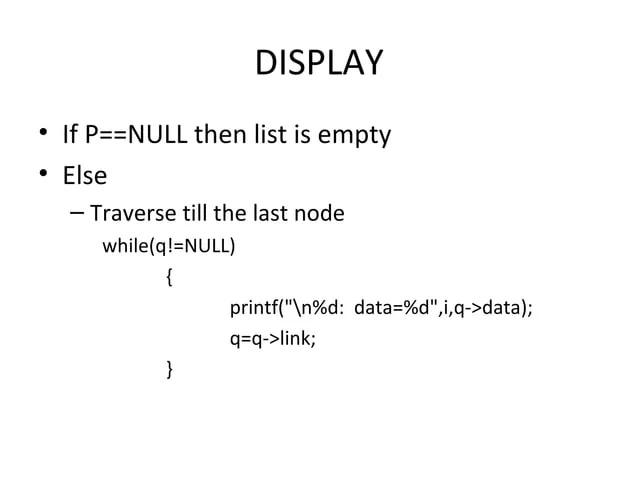 DISPLAY
• If P==NULL then list is empty
• Else
– Traverse till the last node
while(q!=NULL)
{
printf("\n%d:  data=%d",i,q->data);
q=q->link;
}